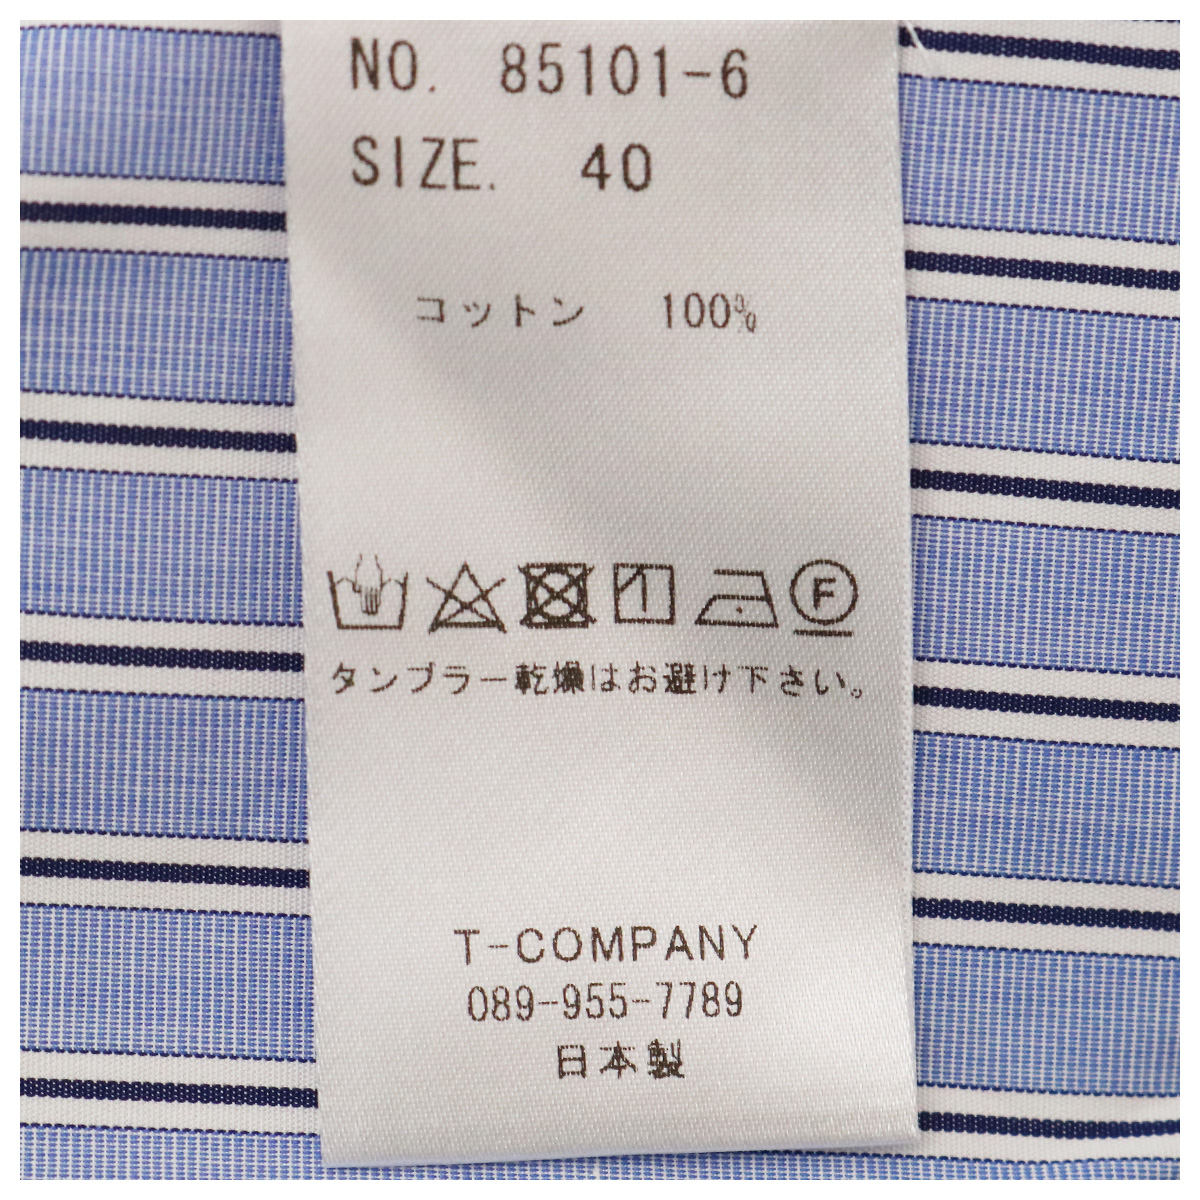 NO. 85101-6
SIZE. 40
コットン 100%
F
タンブラー乾燥はお避け下さい。
T-COMPANY
089-955-7789
日本製